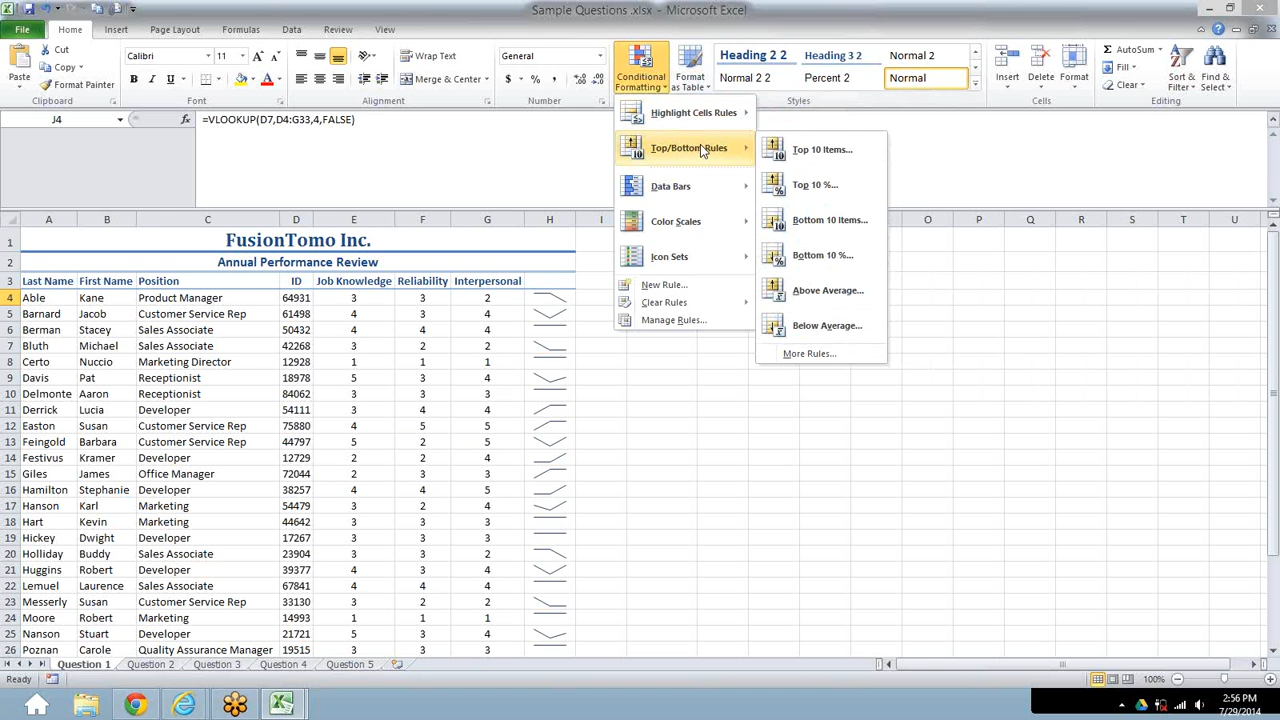 Sample Questions .xlsx – Microsoft Excel
File Home Insert Page Layout Formulas Data Review View
Paste Cut Copy Format Painter Clipboard
Calibri 11 Font
Wrap Text Merge & Center Alignment
General Number
Conditional Formatting Format as Table Heading 2 2 Heading 3 2 Normal 2 Normal 2 2 Percent 2 Normal Styles
Insert Delete Format Cells
AutoSum Fill Clear Sort & Filter Find & Select Editing
J4 fx =VLOOKUP(D7,D4:G33,4,FALSE)
Highlight Cells Rules
Top/Bottom Rules
Data Bars
Color Scales
Icon Sets
New Rule...
Clear Rules
Manage Rules...
Top 10 Items...
Top 10 %...
Bottom 10 Items...
Bottom 10 %...
Above Average...
Below Average...
More Rules...
A B C D E F G H I O P Q R S T U
1 FusionTomo Inc.
2 Annual Performance Review
3 Last Name First Name Position ID Job Knowledge Reliability Interpersonal
4 Able Kane Product Manager 64931 3 3 2
5 Barnard Jacob Customer Service Rep 61498 4 3 4
6 Berman Stacey Sales Associate 50432 4 4 4
7 Bluth Michael Sales Associate 42268 3 2 2
8 Certo Nuccio Marketing Director 12928 1 1 1
9 Davis Pat Receptionist 18978 5 3 4
10 Delmonte Aaron Receptionist 84062 3 3 3
11 Derrick Lucia Developer 54111 3 4 4
12 Easton Susan Customer Service Rep 75880 4 5 5
13 Feingold Barbara Customer Service Rep 44797 5 2 5
14 Festivus Kramer Developer 12729 2 2 4
15 Giles James Office Manager 72044 2 3 3
16 Hamilton Stephanie Developer 38257 4 4 5
17 Hanson Karl Marketing 54479 3 2 4
18 Hart Kevin Marketing 44642 3 3 3
19 Hickey Dwight Developer 17267 3 3 3
20 Holliday Buddy Sales Associate 23904 3 3 2
21 Huggins Robert Developer 39377 4 3 4
22 Lemuel Laurence Sales Associate 67841 4 4 4
23 Messerly Susan Customer Service Rep 33130 3 2 2
24 Moore Robert Marketing 14993 1 1 1
25 Nanson Stuart Developer 21721 5 3 4
26 Poznan Carole Quality Assurance Manager 19515 3 3 3
Question 1 Question 2 Question 3 Question 4 Question 5
Ready 100%
2:56 PM
7/29/2014